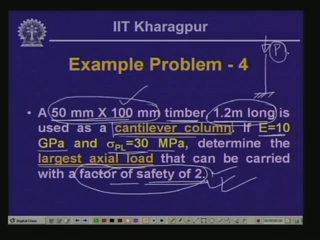 IIT Kharagpur
Example Problem - 4
P
• A 50 mm X 100 mm timber, 1.2m long is
used as a cantilever column. If E=10
GPa and σPL=30 MPa, determine the
largest axial load that can be carried
with a factor of safety of 2.